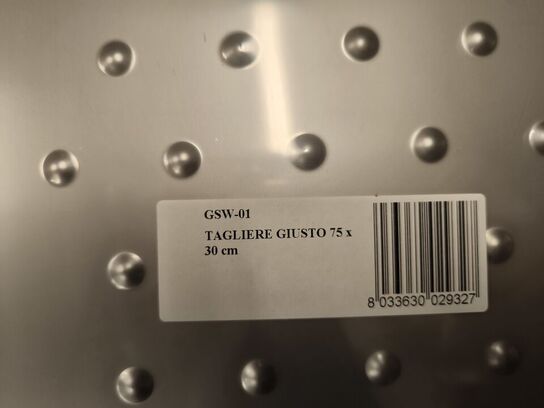 GSW-01
TAGLIERE GIUSTO 75 x
30 cm
8 033630 029327